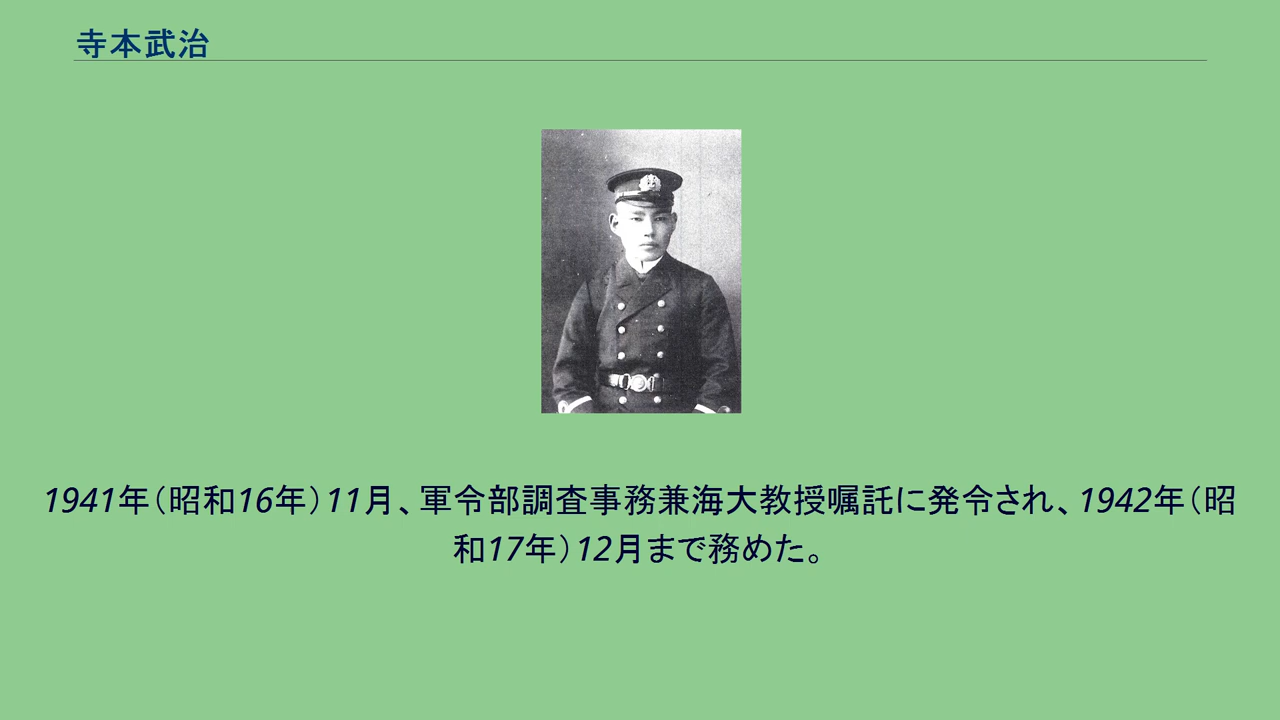 寺本武治
1941年（昭和16年）11月、軍令部調査事務兼海大教授嘱託に発令され、1942年（昭
和17年）12月まで務めた。